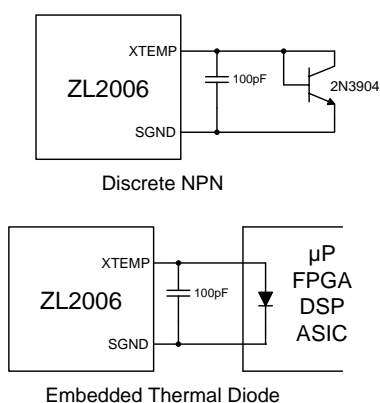 XTEMP
ZL2006
100pF
2N3904
SGND
Discrete NPN
XTEMP
ZL2006
100pF
SGND
µP
FPGA
DSP
ASIC
Embedded Thermal Diode